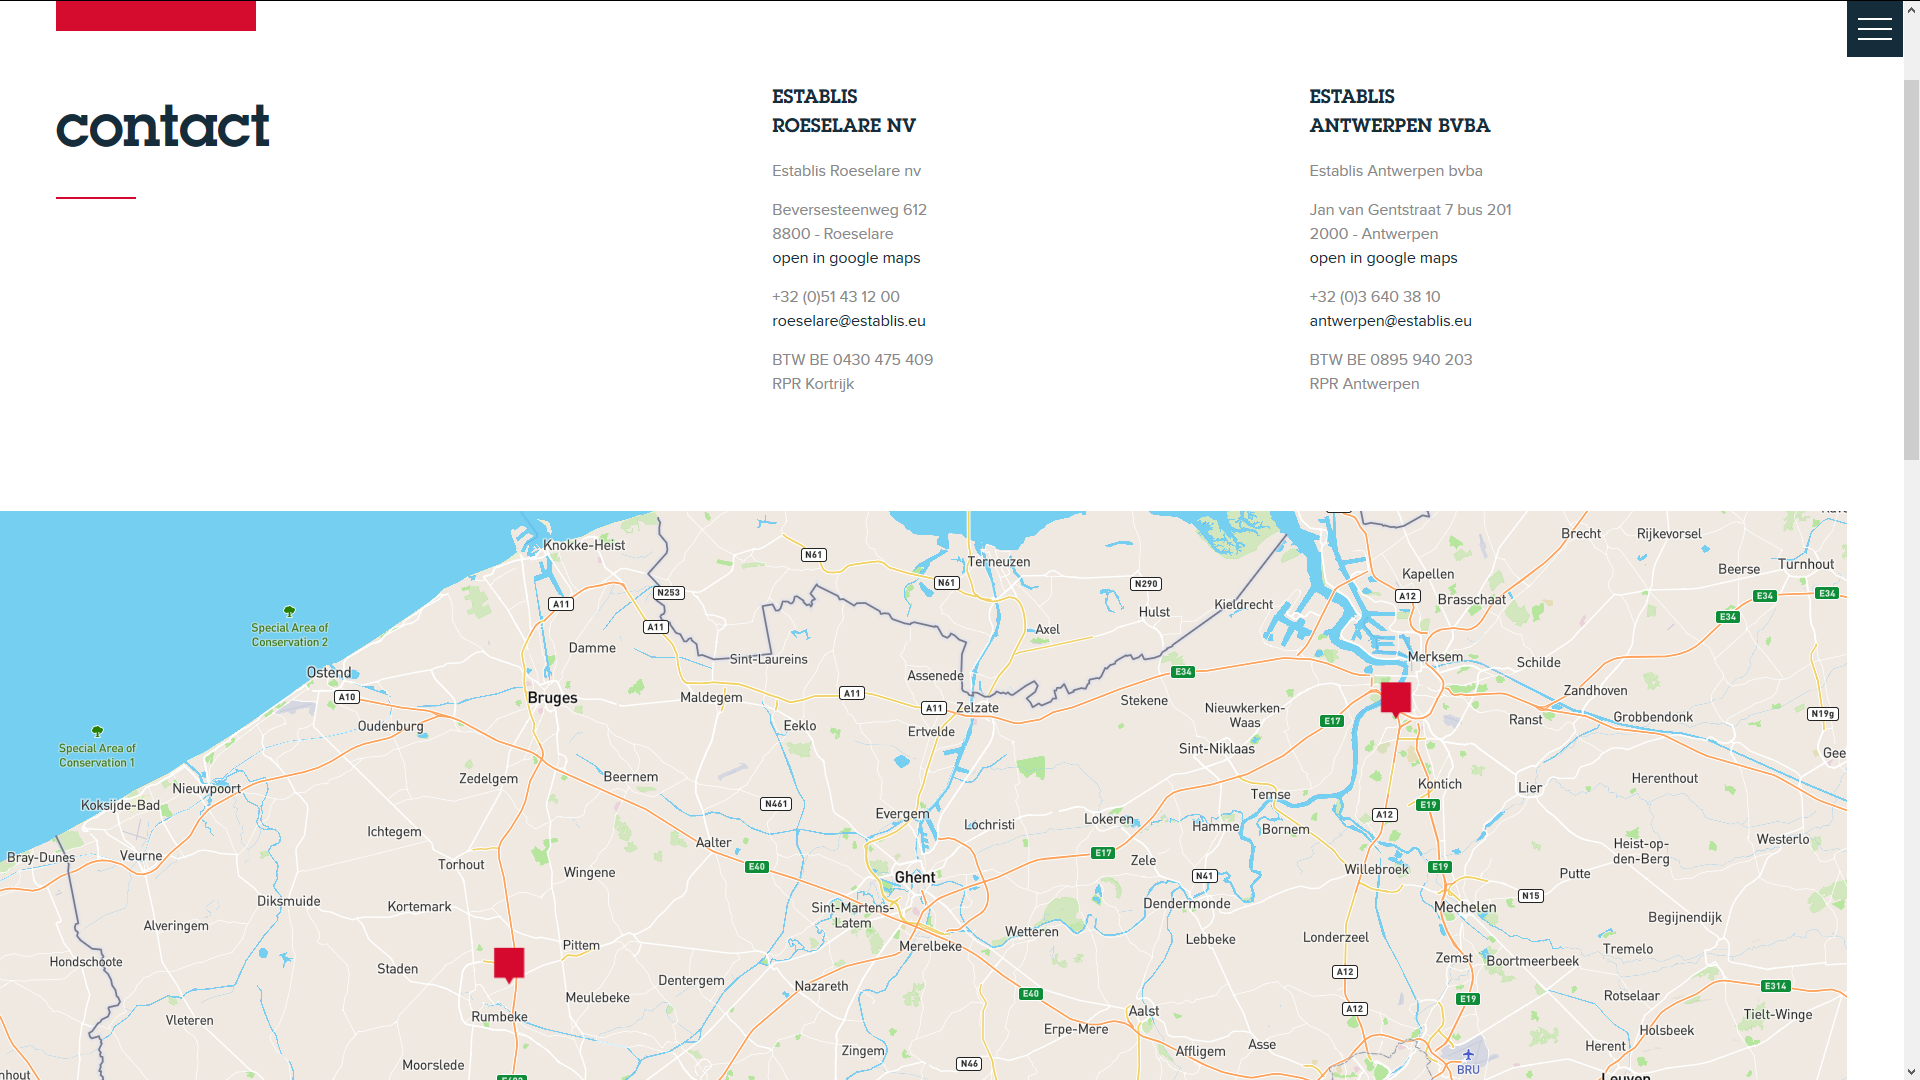 contact
ESTABLIS
ROESELARE NV
Establis Roeselare nv
Beversesteenweg 612
8800 - Roeselare
open in google maps
+32 (0)51 43 12 00
roeselare@establis.eu
BTW BE 0430 475 409
RPR Kortrijk
ESTABLIS
ANTWERPEN BVBA
Establis Antwerpen bvba
Jan van Gentstraat 7 bus 201
2000 - Antwerpen
open in google maps
+32 (0)3 640 38 10
antwerpen@establis.eu
BTW BE 0895 940 203
RPR Antwerpen
Brecht
Rijkevorsel
Knokke-Heist
N61
Terneuzen
Turnhout
Beerse
Kapellen
N61
N290
N253
A12
E34
E34
Brasschaat
A11
Kieldrecht
Hulst
E34
Special Area of
Conservation 2
A11
Axel
Damme
Sint-Laureins
Merksem
Schilde
Ostend
E34
Assenede
Zandhoven
A10
Bruges
Maldegem
A11
Stekene
A11
Zelzate
Nieuwkerken-
Waas
E17
Ranst
Grobbendonk
N19g
Oudenburg
Eeklo
Ertvelde
Special Area of
Conservation 1
Sint-Niklaas
Gee
Zedelgem
Beernem
Herenthout
Nieuwpoort
Kontich
Lier
Koksijde-Bad
N461
Temse
E19
Evergem
A12
Lokeren
Lochristi
Hamme
Bornem
Ichtegem
Aalter
Westerlo
Heist-op-
den-Berg
Bray-Dunes
Veurne
E17
Zele
Torhout
E40
E19
Willebroek
Wingene
Ghent
N41
Putte
Diksmuide
N15
Kortemark
Dendermonde
Mechelen
Sint-Martens-
Latem
Begijnendijk
Alveringem
Wetteren
Londerzeel
Lebbeke
Pittem
Merelbeke
Tremelo
Hondschoote
Zemst
Boortmeerbeek
Staden
A12
Dentergem
Nazareth
E314
E40
Meulebeke
Rotselaar
E19
A12
Aalst
Rumbeke
Vleteren
Tielt-Winge
Erpe-Mere
Holsbeek
Asse
Herent
Zingem
Affligem
N46
Moorslede
BRU
nhout
Leuven